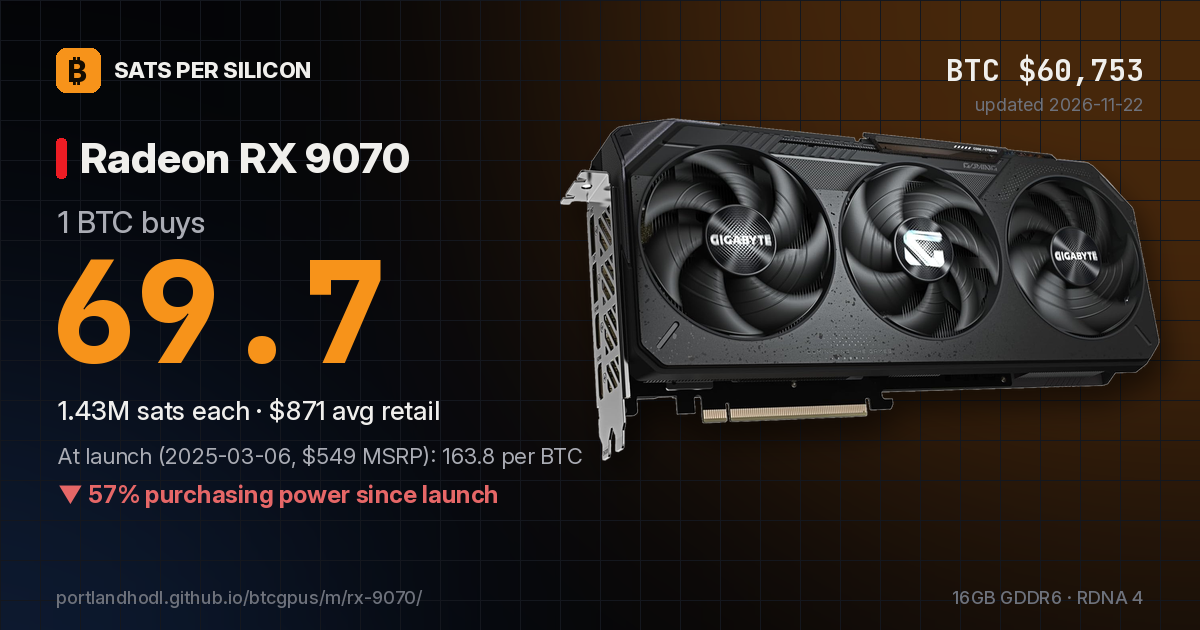 SATS PER SILICON
BTC $60,753
updated 2026-11-22
Radeon RX 9070
1 BTC buys
69.7
1.43M sats each · $871 avg retail
At launch (2025-03-06, $549 MSRP): 163.8 per BTC
▼ 57% purchasing power since launch
GIGABYTE
GIGABYTE
GAMING
portlandhodl.github.io/btcgpus/m/rx-9070/
16GB GDDR6 · RDNA 4